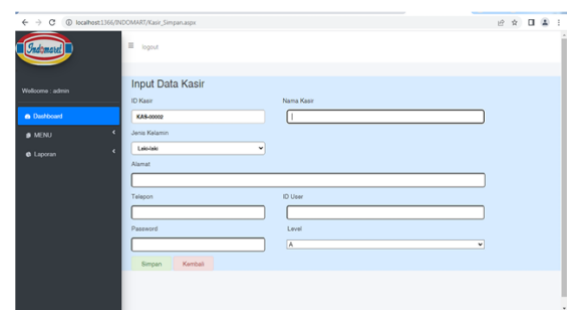 localhost:1366/INDOMART/Kasir_Simpan.aspx
Indomaret
logout
Wellcome : admin
Dashboard
MENU
Laporan
Input Data Kasir
ID Kasir
Nama Kasir
KAS-00002
Jenis Kelamin
Laki-laki
Alamat
Telepon
ID User
Password
Level
A
Simpan
Kembali